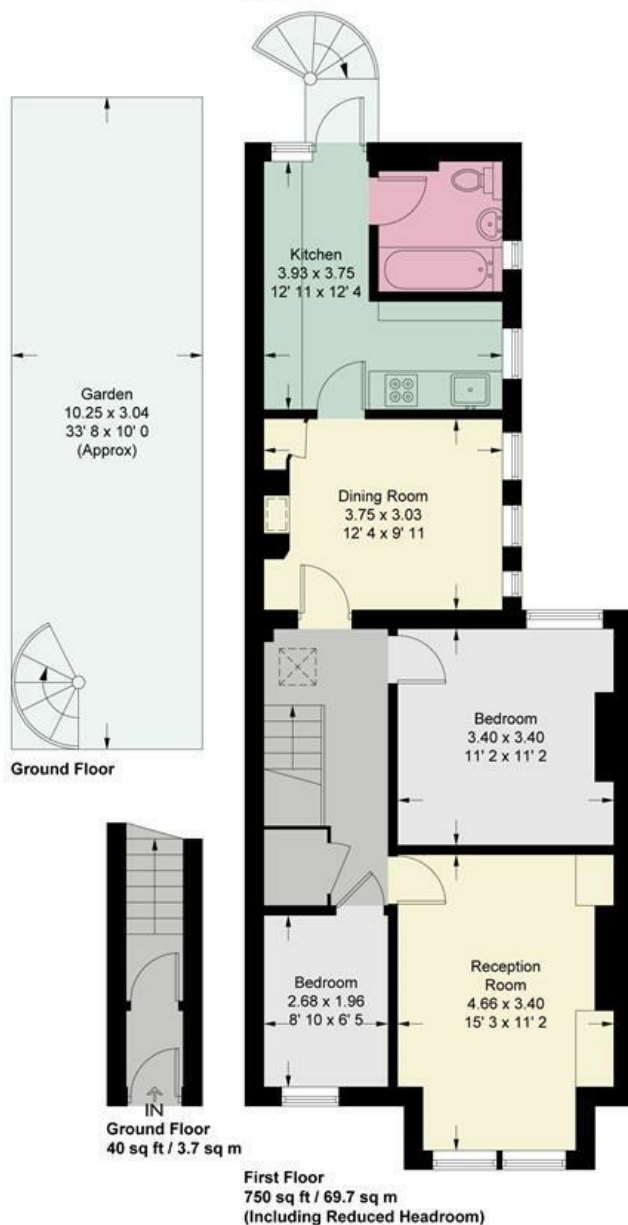 Kitchen
3.93 x 3.75
12' 11 x 12' 4
Garden
10.25 x 3.04
33' 8 x 10' 0
(Approx)
Dining Room
3.75 x 3.03
12' 4 x 9' 11
Ground Floor
Bedroom
3.40 x 3.40
11' 2 x 11' 2
Bedroom
2.68 x 1.96
8' 10 x 6' 5
Reception
Room
4.66 x 3.40
15' 3 x 11' 2
IN
Ground Floor
40 sq ft / 3.7 sq m
First Floor
750 sq ft / 69.7 sq m
(Including Reduced Headroom)